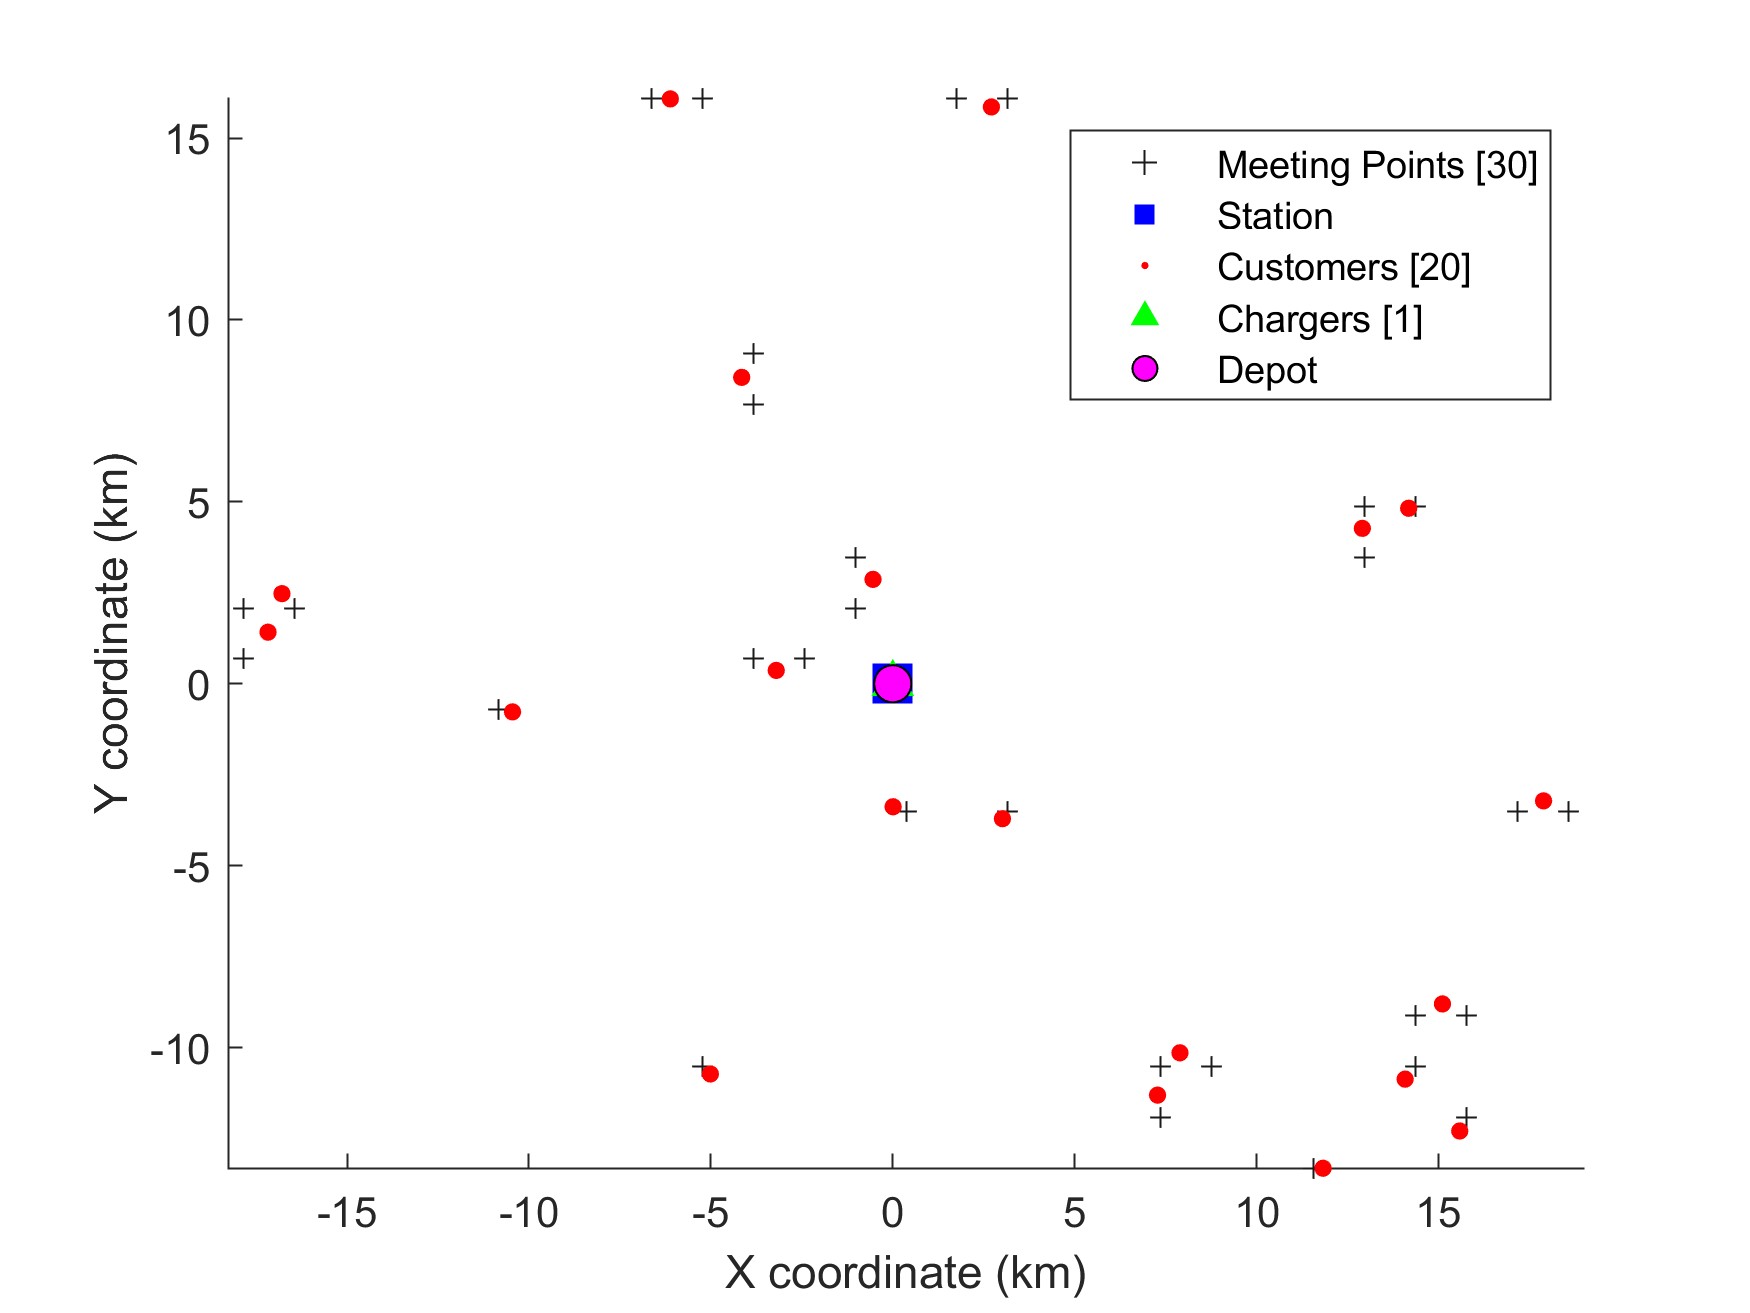 15
10
5
0
-5
-10
-15
-10
-5
0
5
10
15
X coordinate (km)
Y coordinate (km)
Meeting Points [30]
Station
Customers [20]
Chargers [1]
Depot